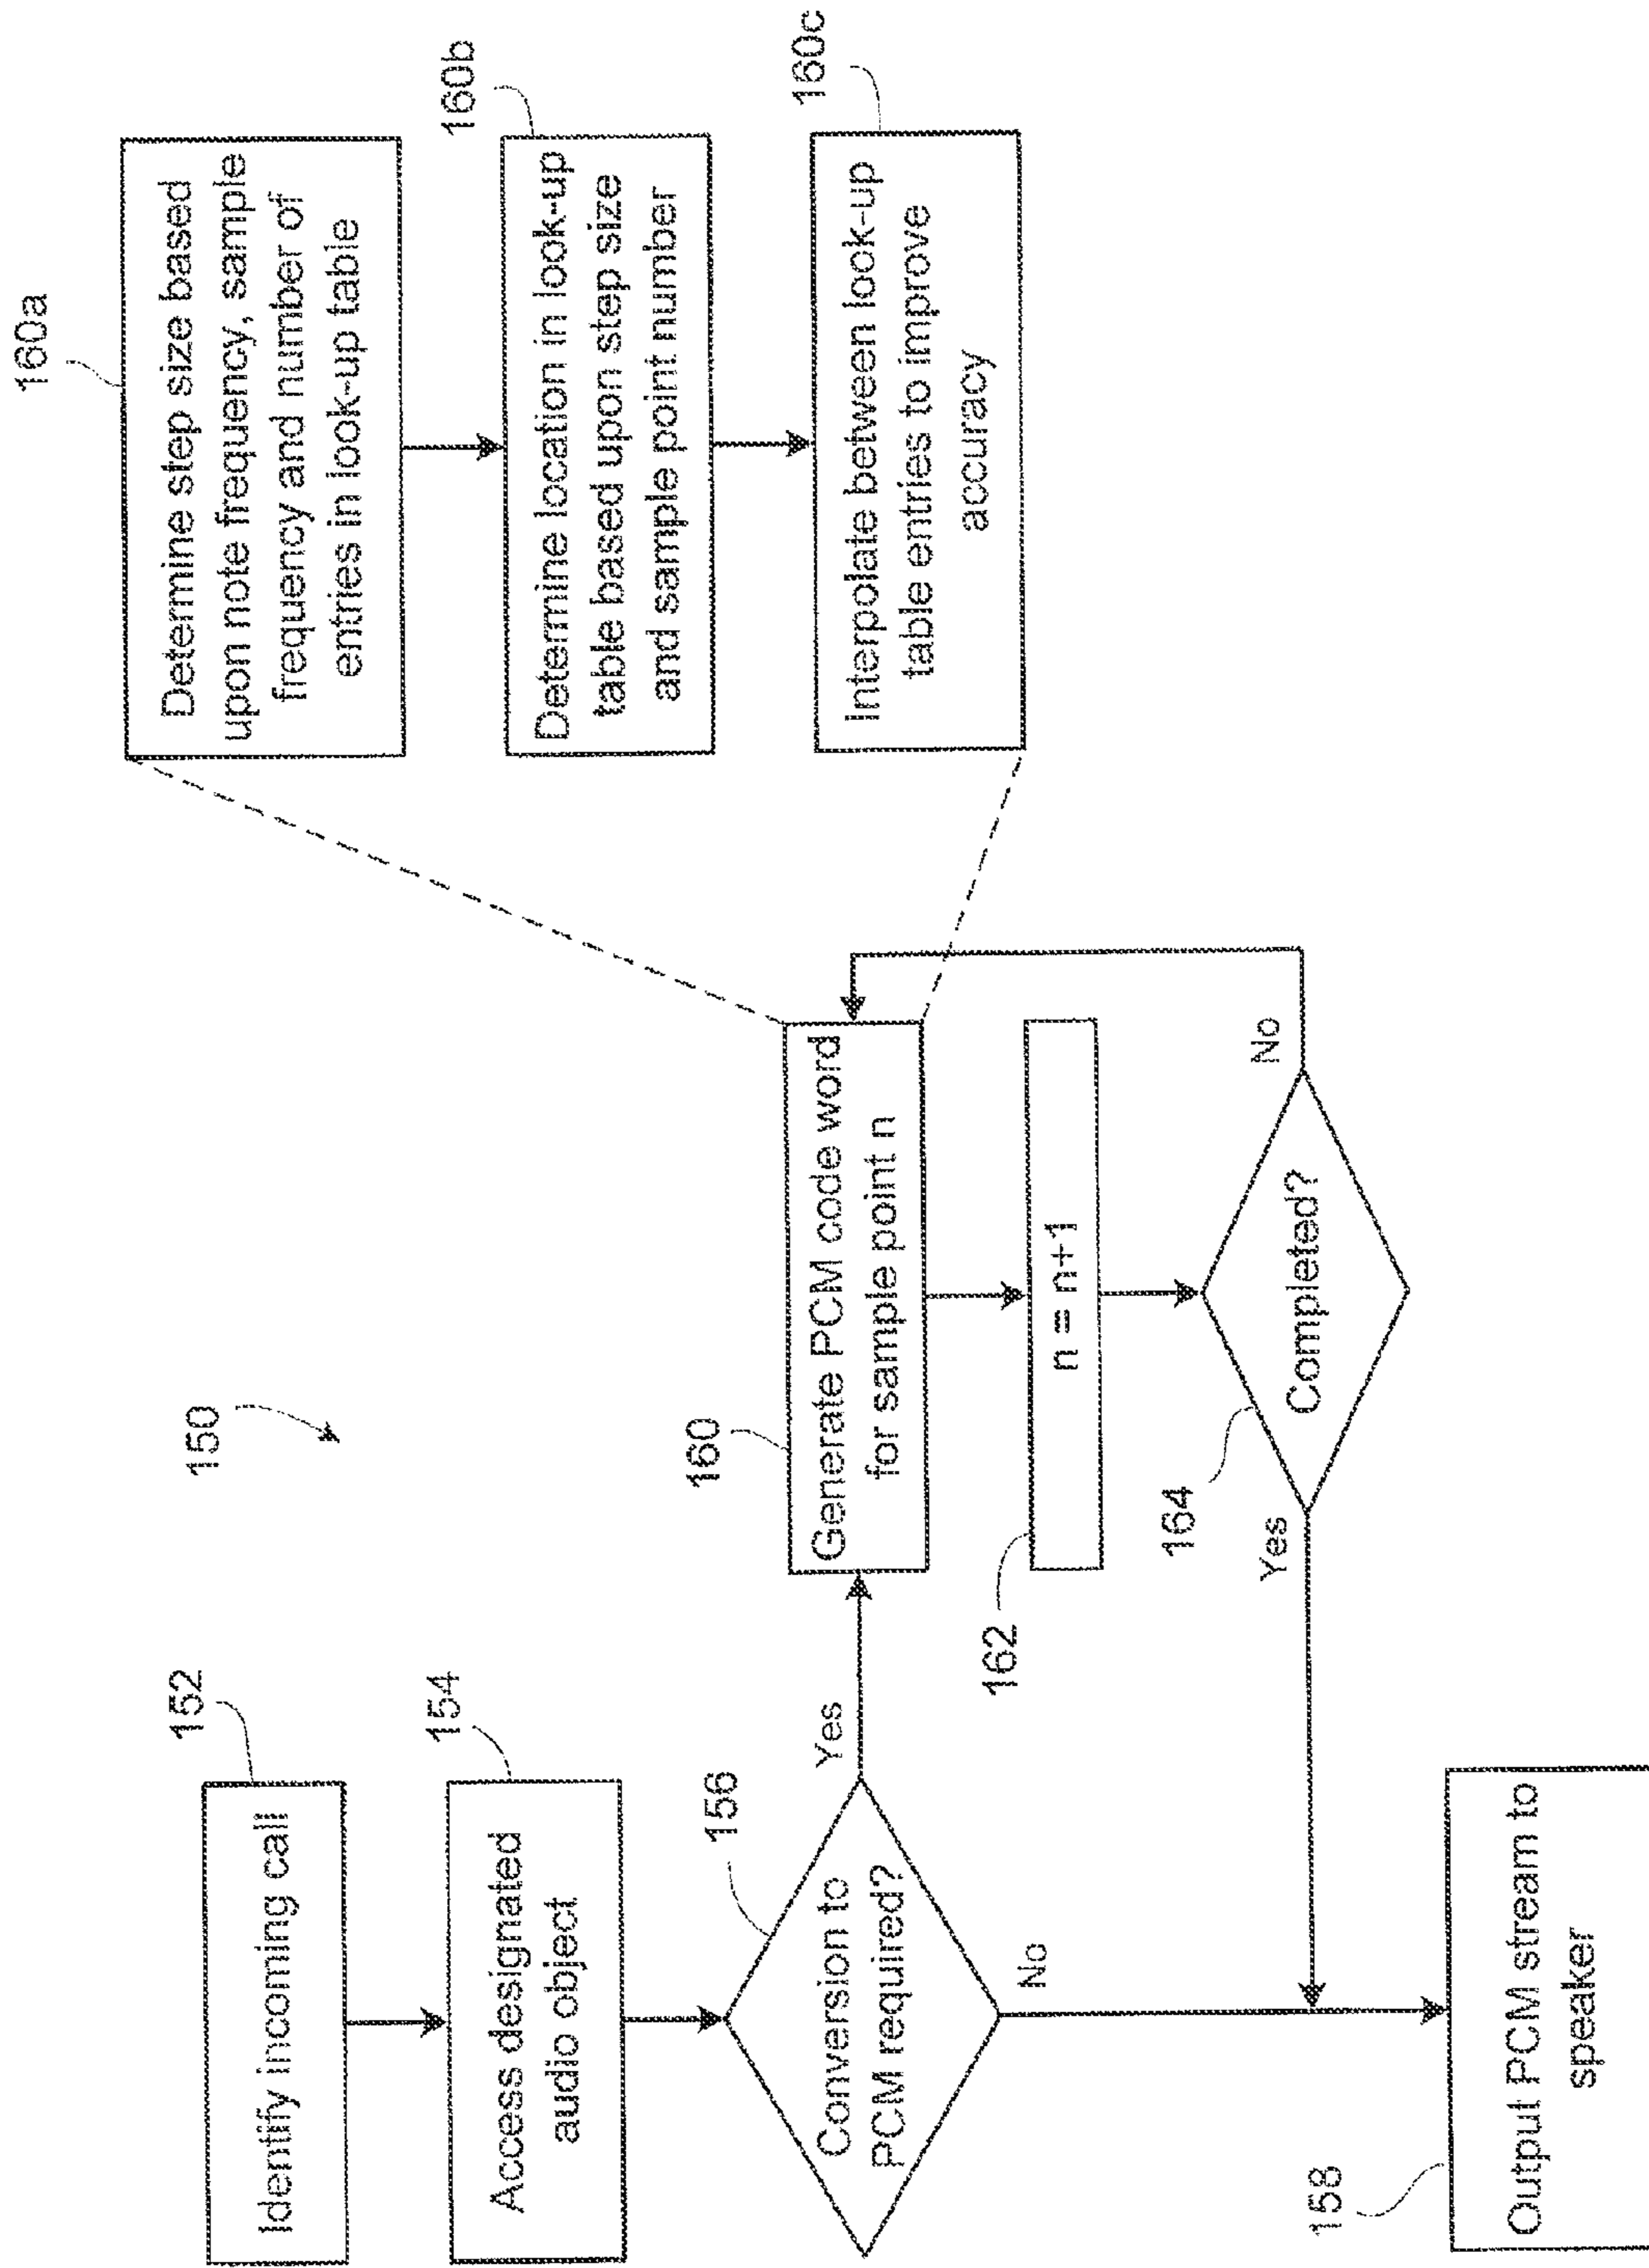 150
152
Identify incoming call
154
Access designated
audio object
156
Conversion to
PCM required?
Yes
No
158
Output PCM stream to
speaker
160
Generate PCM code word
for sample point n
162
n = n+1
164
Completed?
Yes
No
160a
Determine step size based
upon note frequency, sample
frequency and number of
entries in look-up table
160b
Determine location in look-up
table based upon step size
and sample point number
160c
Interpolate between look-up
table entries to improve
accuracy